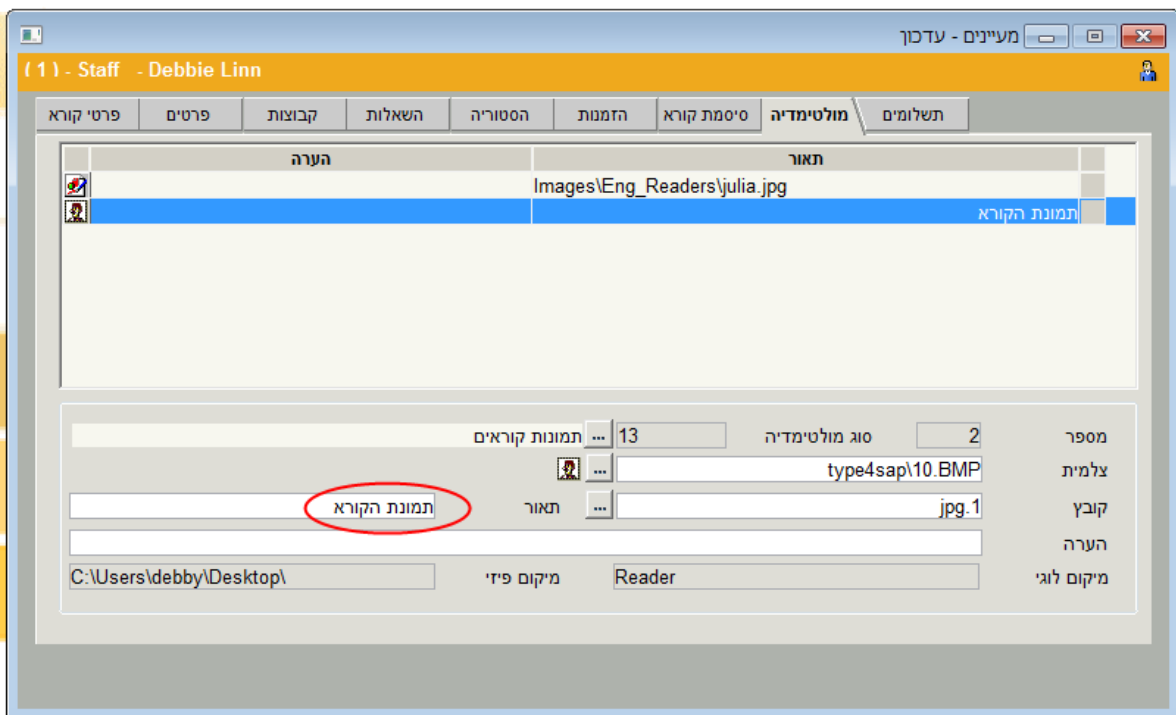 מעיינים - עדכון
(1) - Staff - Debbie Linn
פרטי קורא פרטים קבוצות השאלות הסטוריה הזמנות סיסמת קורא מולטימדיה תשלומים
תאור הערה
Images\Eng_Readers\julia.jpg
תמונת הקורא
מספר 2 סוג מולטימדיה 13 ... תמונות קוראים
צלמית type4sap\10.BMP ...
קובץ jpg.1 ... תאור תמונת הקורא
הערה
מיקום לוגי Reader מיקום פיזי C:\Users\debby\Desktop\